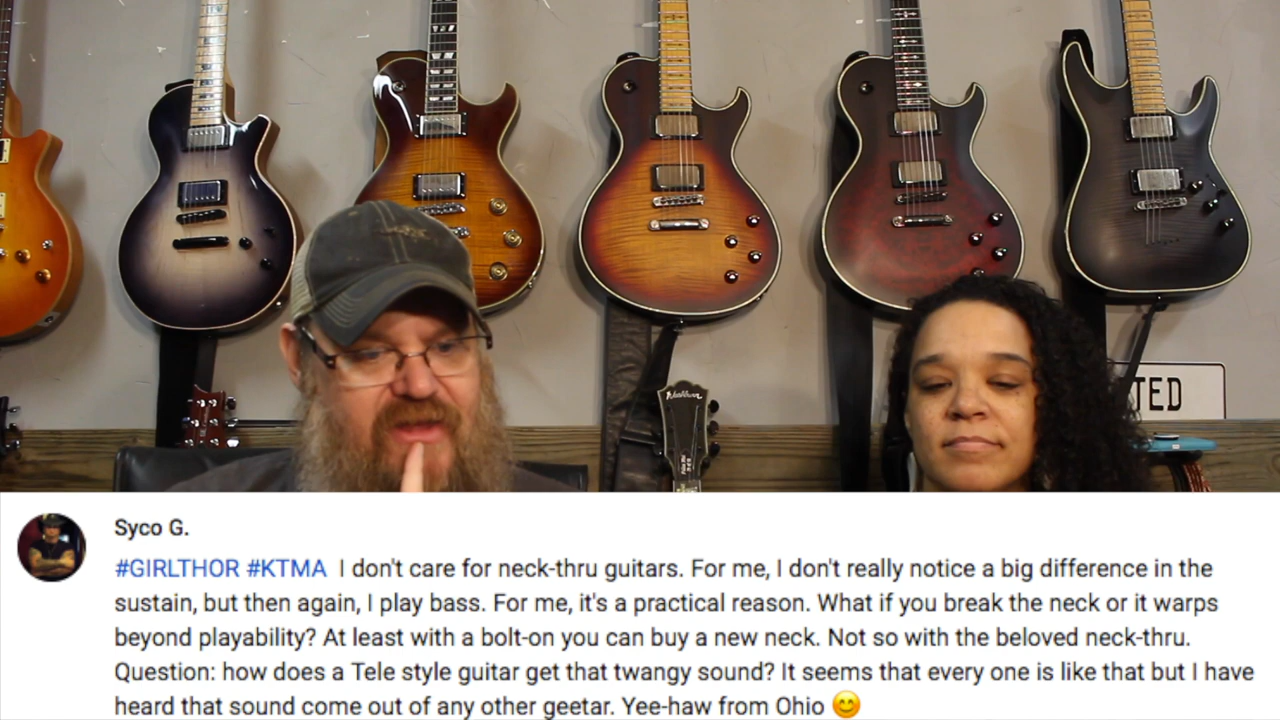 Washburn
TED
Syco G.
#GIRLTHOR #KTMA I don't care for neck-thru guitars. For me, I don't really notice a big difference in the
sustain, but then again, I play bass. For me, it's a practical reason. What if you break the neck or it warps
beyond playability? At least with a bolt-on you can buy a new neck. Not so with the beloved neck-thru.
Question: how does a Tele style guitar get that twangy sound? It seems that every one is like that but I have
heard that sound come out of any other geetar. Yee-haw from Ohio 😊